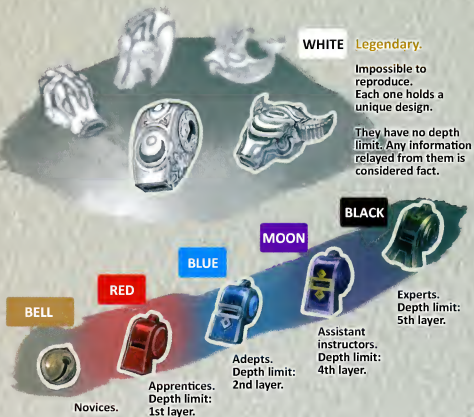 WHITE Legendary.
Impossible to
reproduce.
Each one holds a
unique design.
They have no depth
limit. Any information
relayed from them is
considered fact.
BLACK
Experts.
Depth limit:
5th layer.
MOON
Assistant
instructors.
Depth limit:
4th layer.
BLUE
Adepts.
Depth limit:
2nd layer.
RED
Apprentices.
Depth limit:
1st layer.
BELL
Novices.